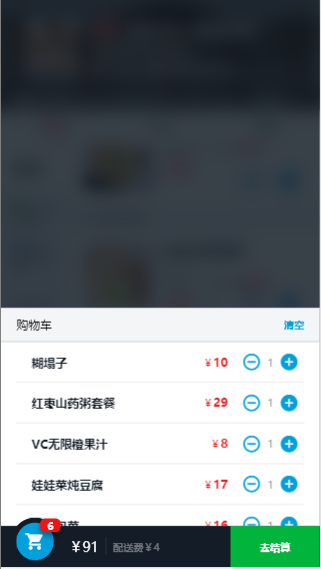 购物车 清空
糊塌子 ￥10 1
红枣山药粥套餐 ￥29 1
VC无限橙果汁 ￥8 1
娃娃菜炖豆腐 ￥17 1
￥16 1
6
￥91 配送费￥4 去结算